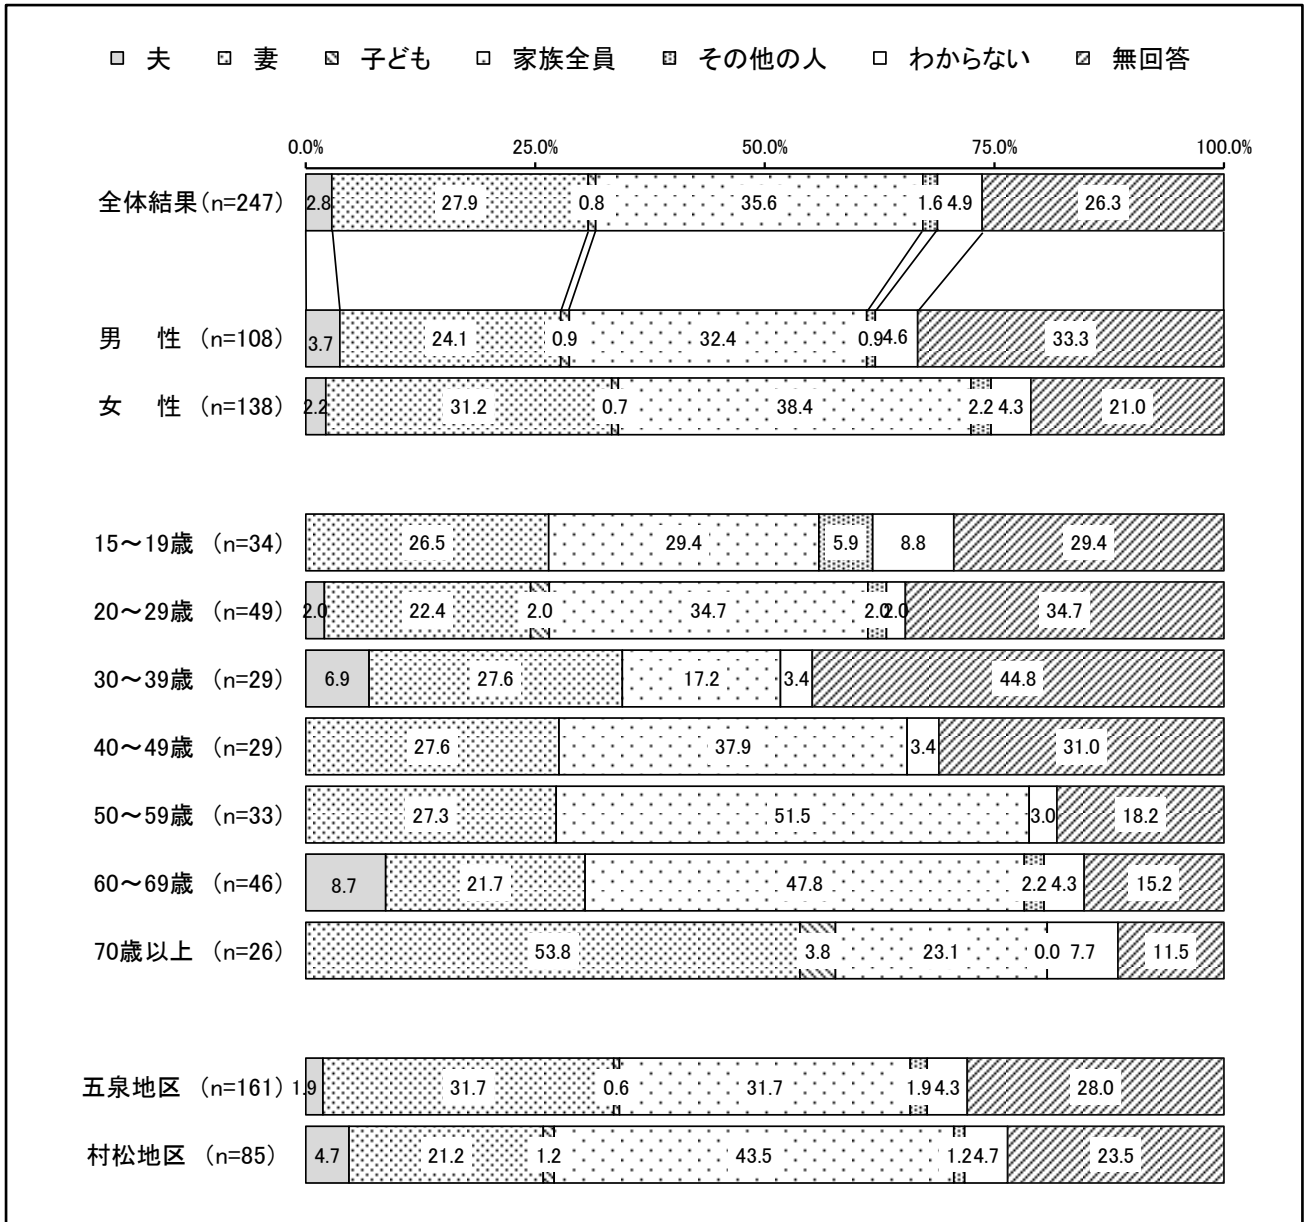 夫 妻 子ども 家族全員 その他の人 わからない 無回答
0.0% 25.0% 50.0% 75.0% 100.0%
全体結果(n=247) 2.8 27.9 0.8 35.6 1.6 4.9 26.3
男 性 (n=108) 3.7 24.1 0.9 32.4 0.9 4.6 33.3
女 性 (n=138) 2.2 31.2 0.7 38.4 2.2 4.3 21.0
15～19歳 (n=34) 26.5 29.4 5.9 8.8 29.4
20～29歳 (n=49) 2.0 22.4 2.0 34.7 2.0 2.0 34.7
30～39歳 (n=29) 6.9 27.6 17.2 3.4 44.8
40～49歳 (n=29) 27.6 37.9 3.4 31.0
50～59歳 (n=33) 27.3 51.5 3.0 18.2
60～69歳 (n=46) 8.7 21.7 47.8 2.2 4.3 15.2
70歳以上 (n=26) 53.8 3.8 23.1 0.0 7.7 11.5
五泉地区 (n=161) 1.9 31.7 0.6 31.7 1.9 4.3 28.0
村松地区 (n=85) 4.7 21.2 1.2 43.5 1.2 4.7 23.5